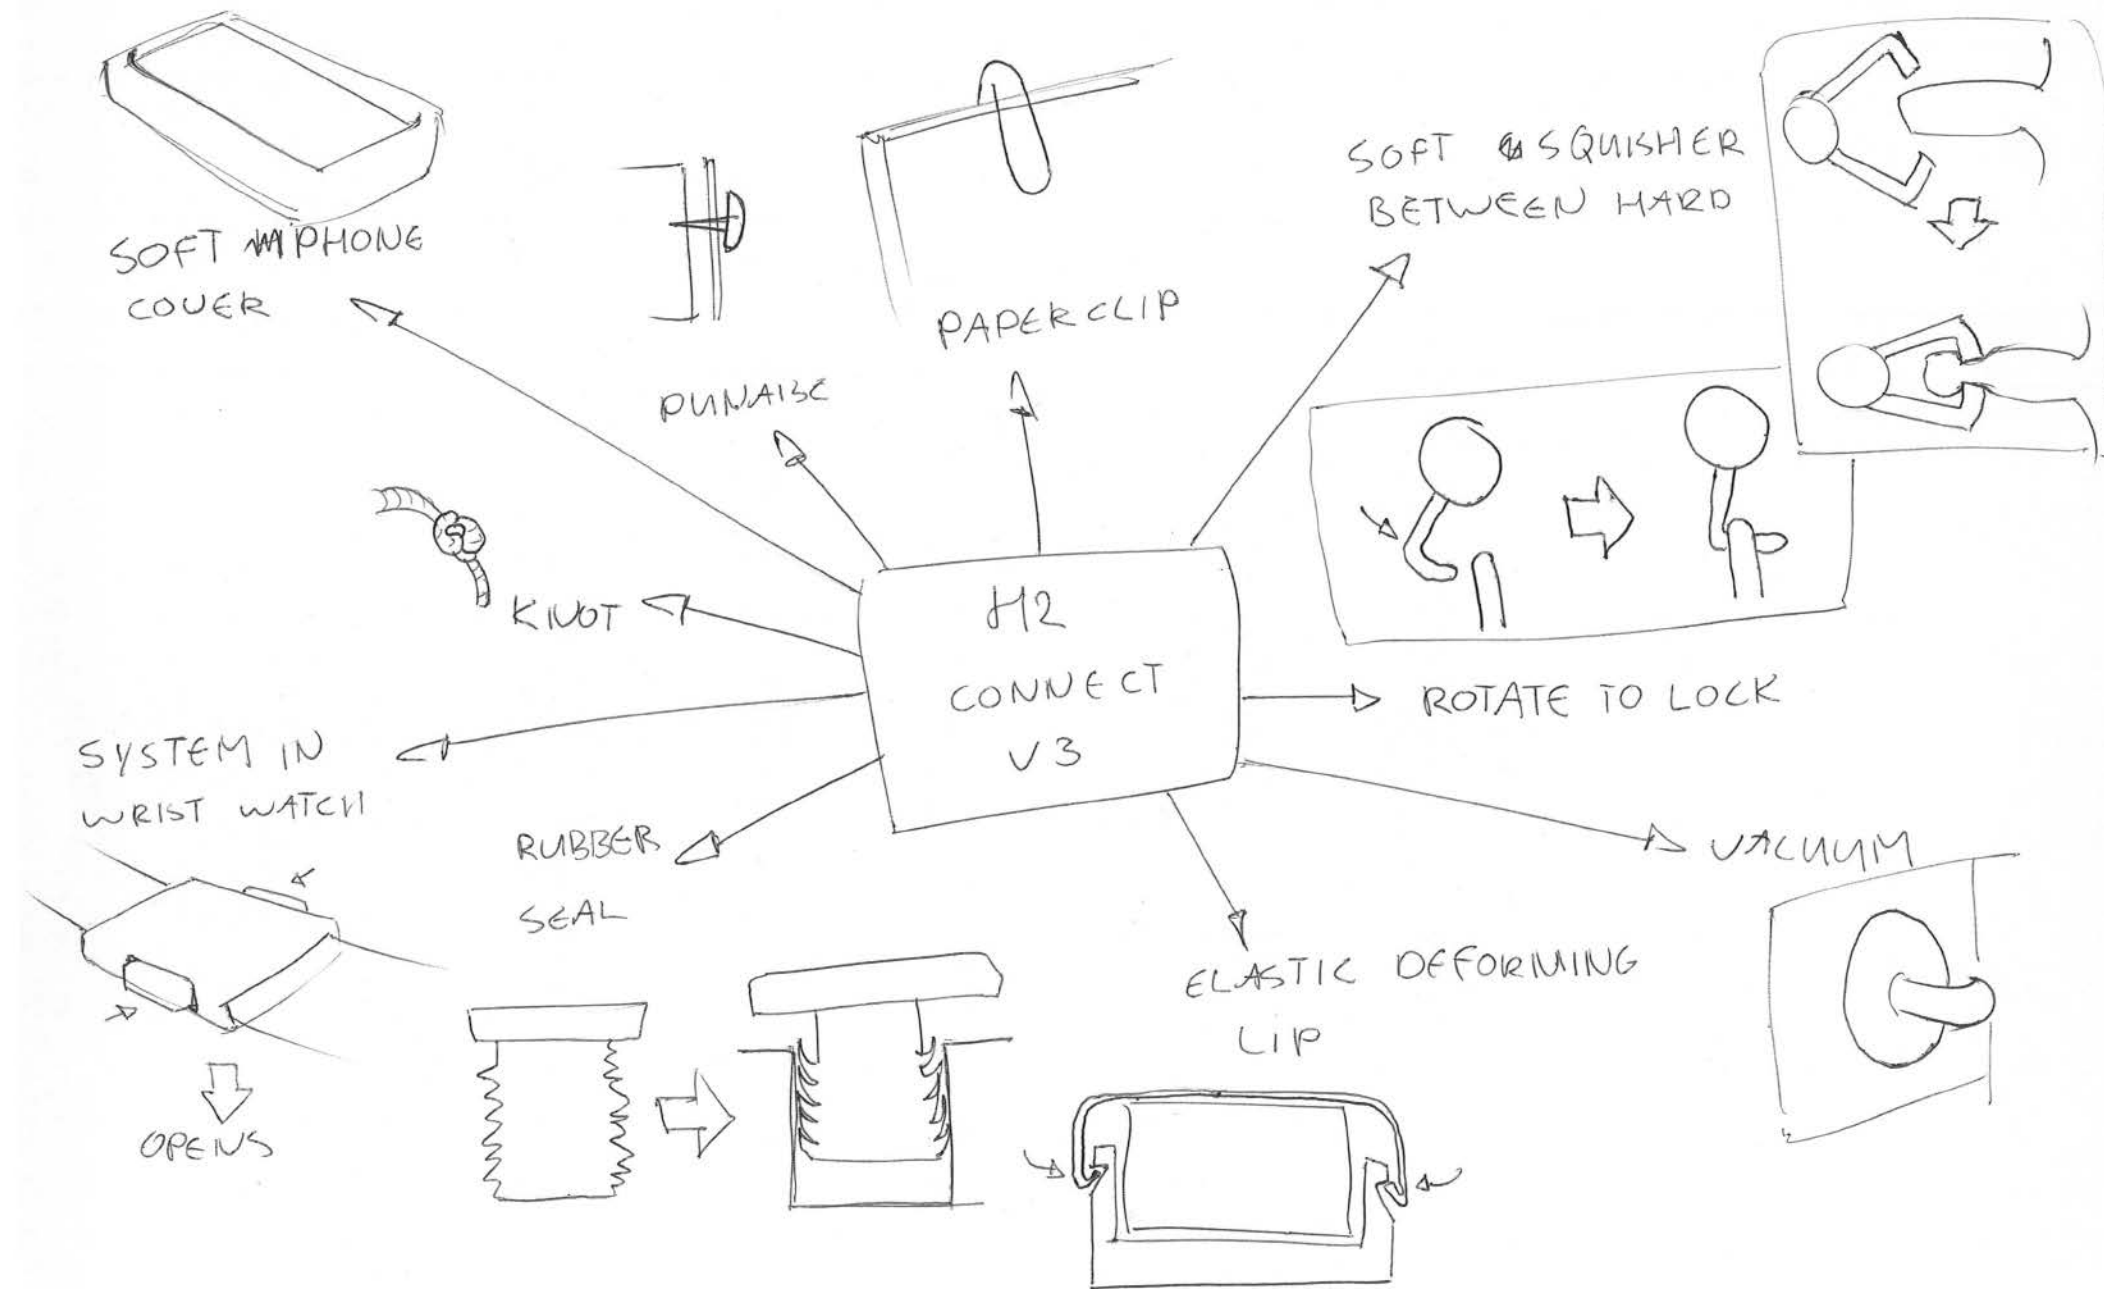 SOFT PHONE
COVER
PUNAISE
PAPERCLIP
SOFT SQUISHER
BETWEEN HARD
KNOT
H2
CONNECT
V3
ROTATE TO LOCK
SYSTEM IN
WRIST WATCH
OPENS
RUBBER
SEAL
ELASTIC DEFORMING
LIP
VACUUM